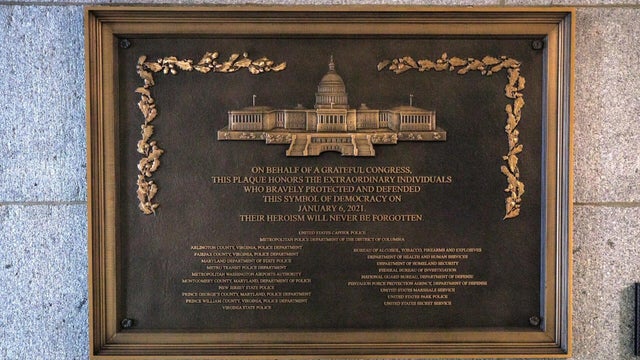 ON BEHALF OF A GRATEFUL CONGRESS,
THIS PLAQUE HONORS THE EXTRAORDINARY INDIVIDUALS
WHO BRAVELY PROTECTED AND DEFENDED
THIS SYMBOL OF DEMOCRACY ON
JANUARY 6, 2021.
THEIR HEROISM WILL NEVER BE FORGOTTEN.
UNITED STATES CAPITOL POLICE
METROPOLITAN POLICE DEPARTMENT OF THE DISTRICT OF COLUMBIA
ARLINGTON COUNTY, VIRGINIA, POLICE DEPARTMENT
FAIRFAX COUNTY, VIRGINIA, POLICE DEPARTMENT
MARYLAND DEPARTMENT OF STATE POLICE
METRO TRANSIT POLICE DEPARTMENT
METROPOLITAN WASHINGTON AIRPORTS AUTHORITY
MONTGOMERY COUNTY, MARYLAND, DEPARTMENT OF POLICE
NEW JERSEY STATE POLICE
PRINCE GEORGE'S COUNTY, MARYLAND, POLICE DEPARTMENT
PRINCE WILLIAM COUNTY, VIRGINIA, POLICE DEPARTMENT
VIRGINIA STATE POLICE
BUREAU OF ALCOHOL, TOBACCO, FIREARMS AND EXPLOSIVES
DEPARTMENT OF HEALTH AND HUMAN SERVICES
DEPARTMENT OF HOMELAND SECURITY
FEDERAL BUREAU OF INVESTIGATION
NATIONAL GUARD BUREAU, DEPARTMENT OF DEFENSE
PENTAGON FORCE PROTECTION AGENCY, DEPARTMENT OF DEFENSE
UNITED STATES MARSHALS SERVICE
UNITED STATES PARK POLICE
UNITED STATES SECRET SERVICE